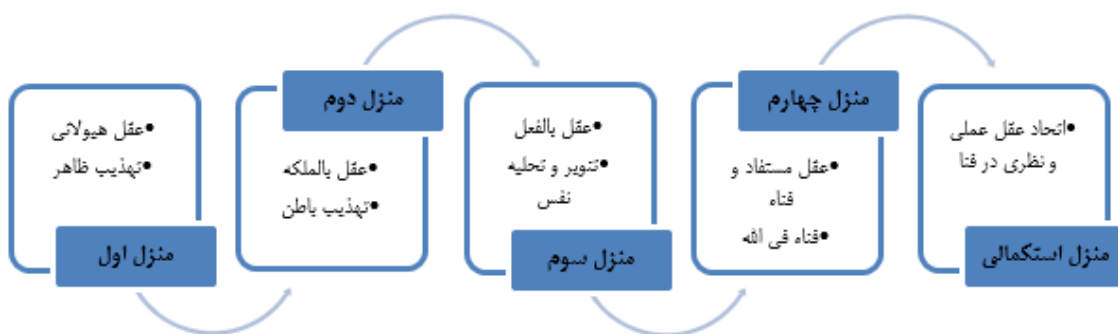 •عقل هیولانی
•تهذیب ظاهر
منزل اول
منزل دوم
•عقل بالملکه
•تهذیب باطن
•عقل بالفعل
•تنویر و تحلیه
نفس
منزل سوم
منزل چهارم
•عقل مستفاد و
فناء
•فناء فی الله
•اتحاد عقل عملی
و نظری در فنا
منزل استکمالی